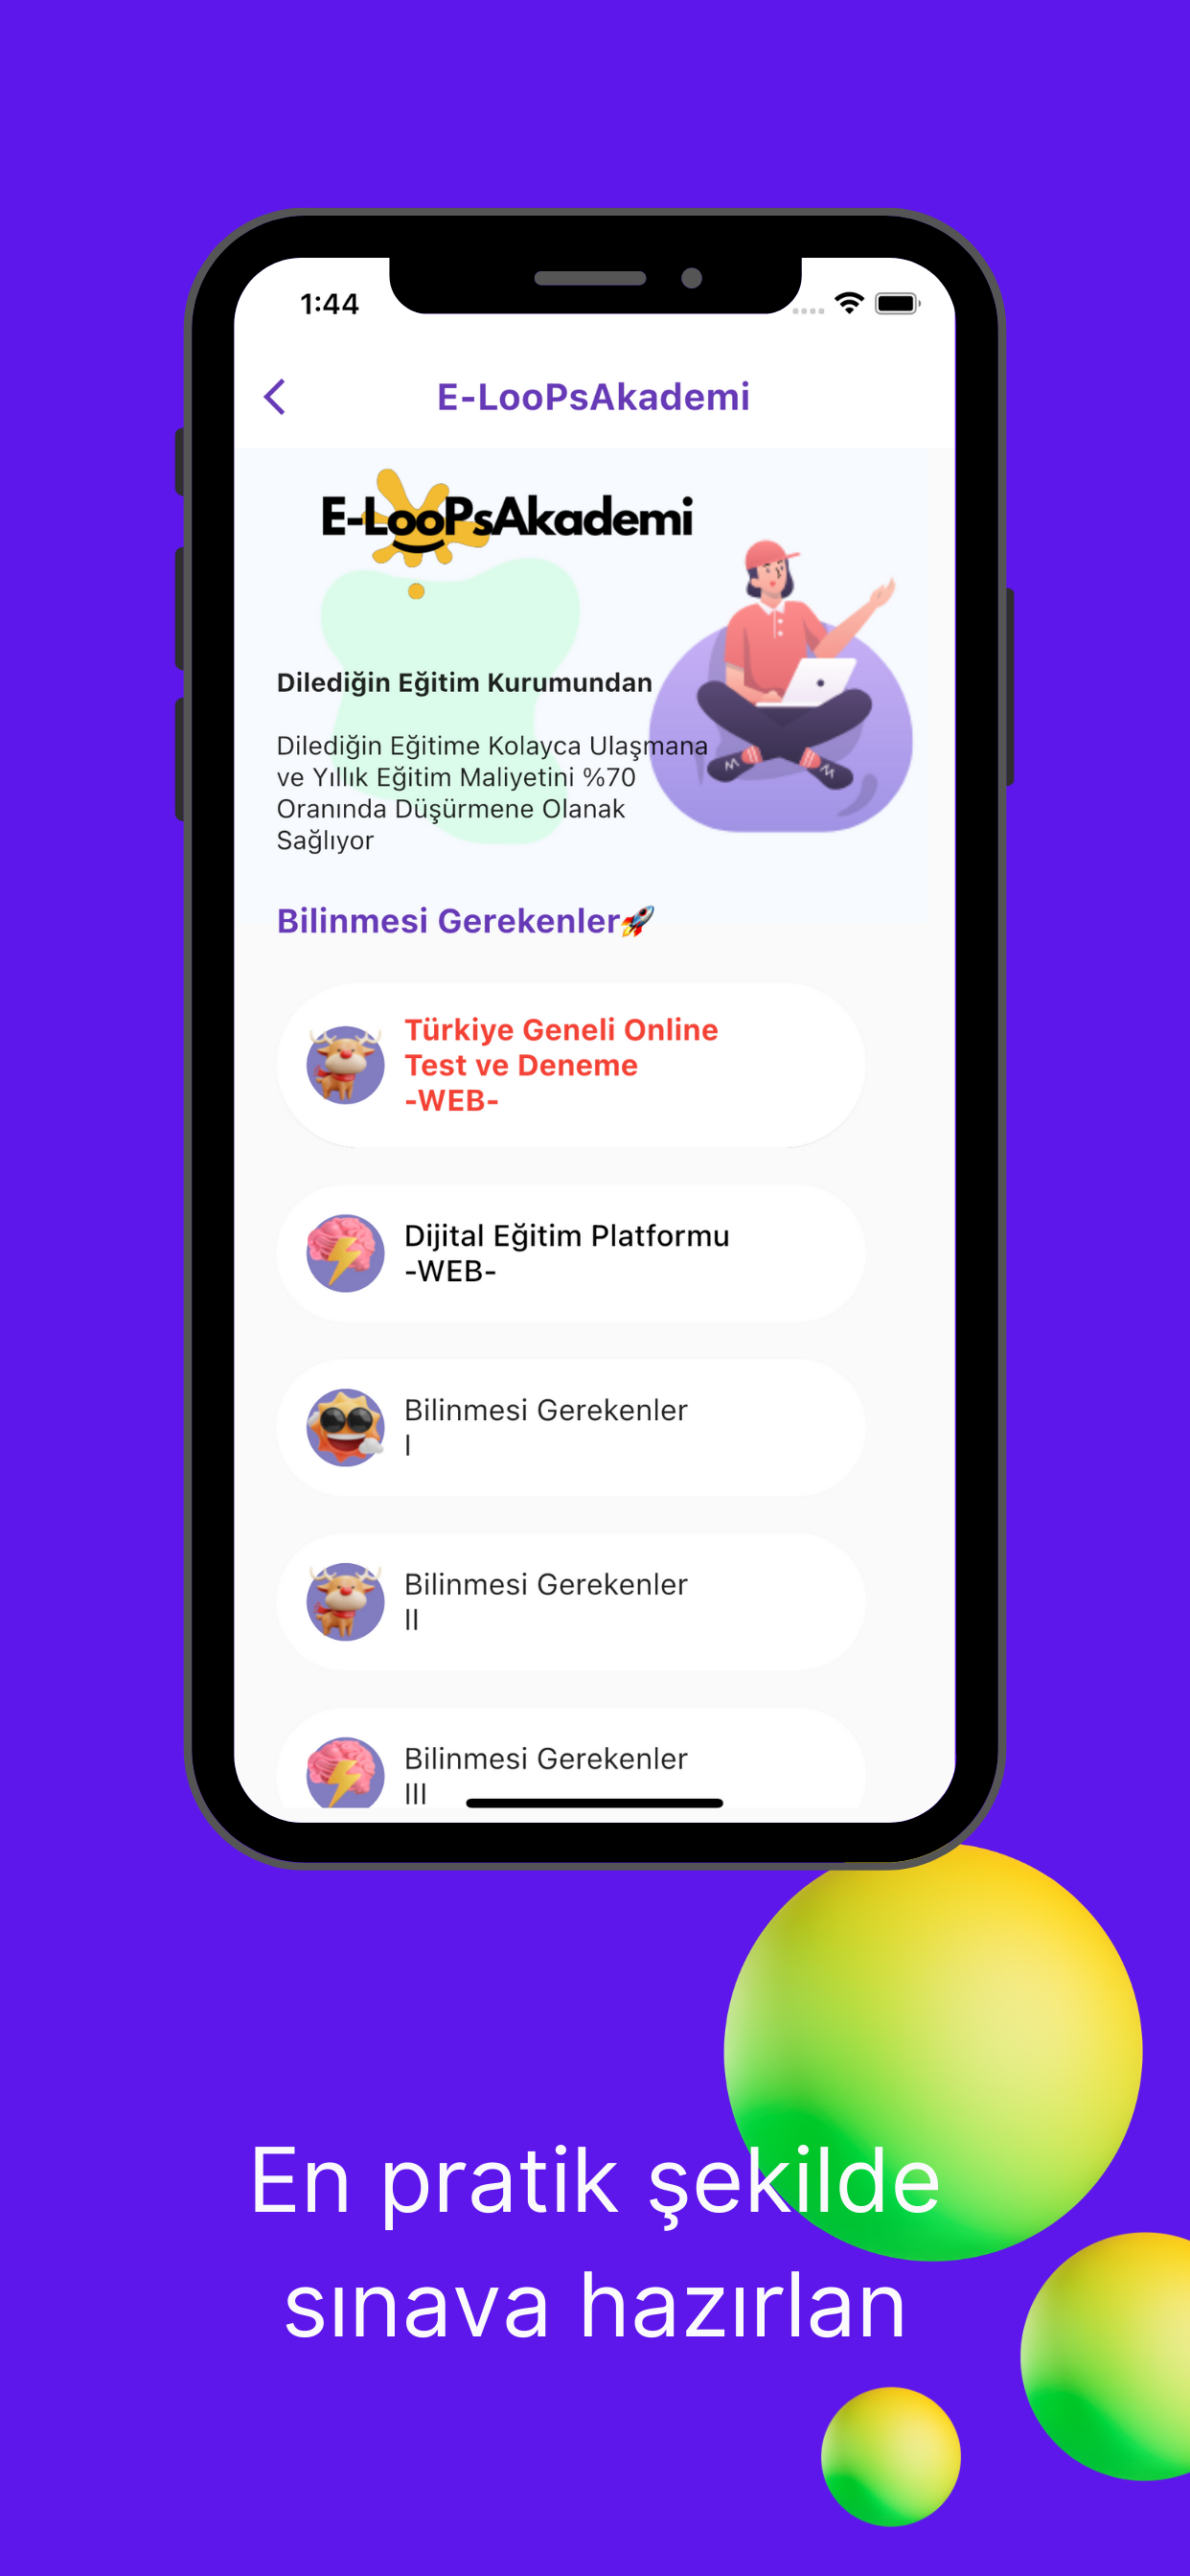 1:44
E-LooPsAkademi
E-LooPsAkademi
Dilediğin Eğitim Kurumundan
Dilediğin Eğitime Kolayca Ulaşmana
ve Yıllık Eğitim Maliyetini %70
Oranında Düşürmene Olanak
Sağlıyor
Bilinmesi Gerekenler🚀
Türkiye Geneli Online
Test ve Deneme
-WEB-
Dijital Eğitim Platformu
-WEB-
Bilinmesi Gerekenler
I
Bilinmesi Gerekenler
II
Bilinmesi Gerekenler
III
En pratik şekilde
sınava hazırlan